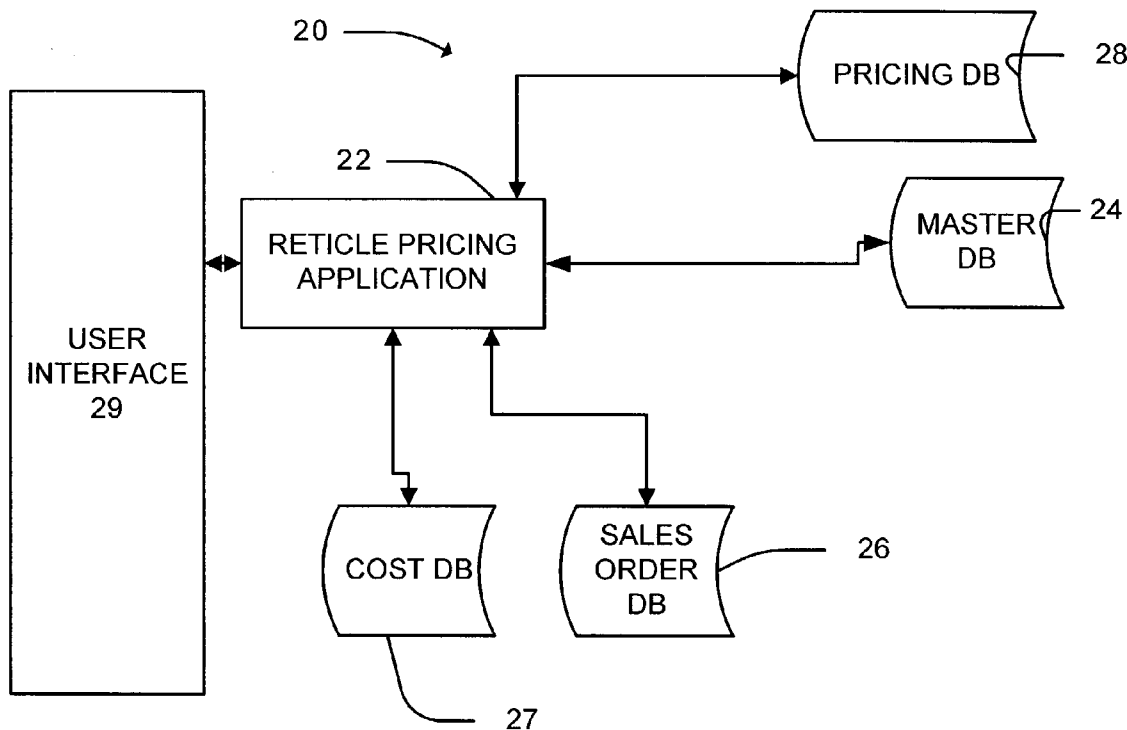 20
PRICING DB
28
22
RETICLE PRICING
APPLICATION
MASTER
DB
24
USER
INTERFACE
29
COST DB
SALES
ORDER
DB
26
27